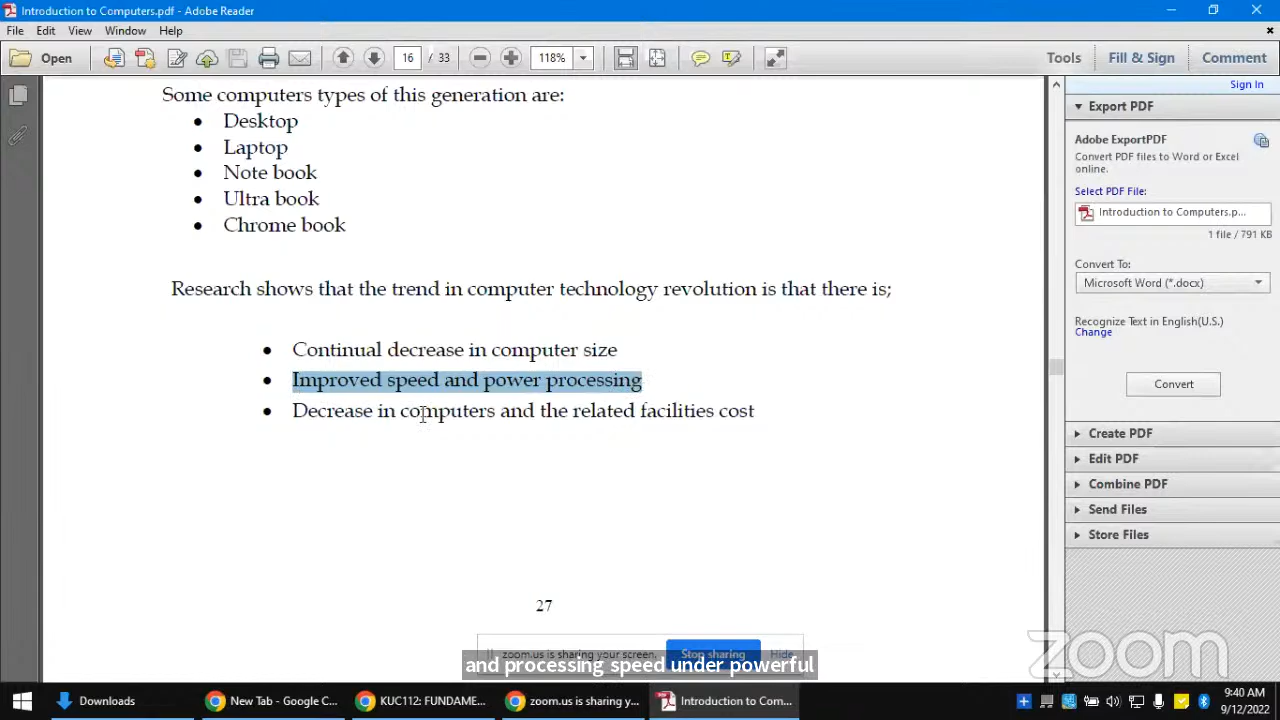 Introduction to Computers.pdf - Adobe Reader
File Edit View Window Help
Open 16 / 33 118% Tools Fill & Sign Comment
Sign In
Some computers types of this generation are:
• Desktop
• Laptop
• Note book
• Ultra book
• Chrome book
Research shows that the trend in computer technology revolution is that there is;
• Continual decrease in computer size
• Improved speed and power processing
• Decrease in computers and the related facilities cost
27
Export PDF
Adobe ExportPDF
Convert PDF files to Word or Excel
online.
Select PDF File:
Introduction to Computers.p...
1 file / 791 KB
Convert To:
Microsoft Word (*.docx)
Recognize Text in English(U.S.)
Change
Convert
Create PDF
Edit PDF
Combine PDF
Send Files
Store Files
zoom.us is sharing your screen. Stop sharing Hide
and processing speed under powerful
zoom
Downloads New Tab - Google C... KUC112: FUNDAME... zoom.us is sharing y... Introduction to Com...
9:40 AM
9/12/2022